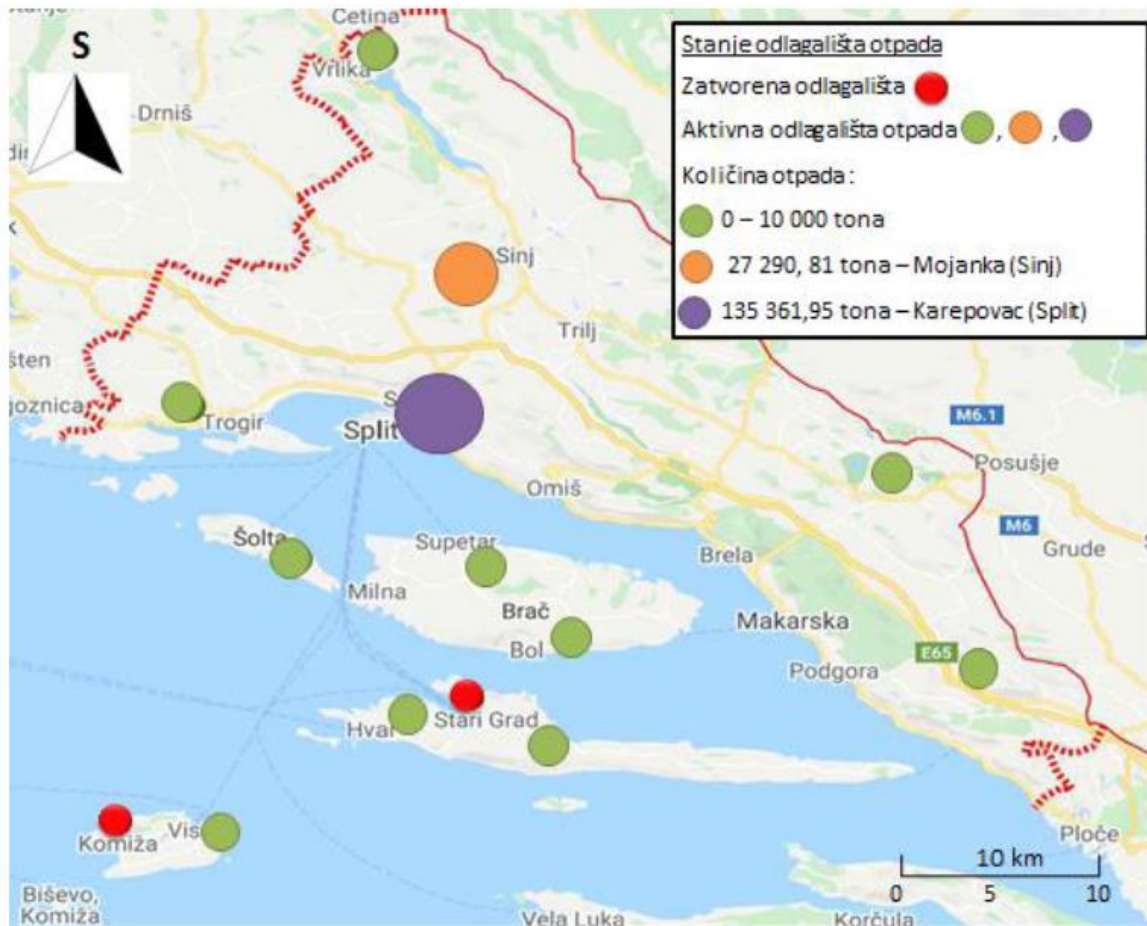 Cetina
S
Vrlika
Drniš
Sinj
Trilj
Trogir
Split
Omiš
Šolta
Supetar
Milna
Brač
Bol
Brela
Makarska
Podgora
Hvar
Stari Grad
Komiža
Vis
Biševo,
Komiža
Vela Luka
Korčula
Ploče
M6.1
Posušje
M6
Grude
E65
šten
goznica
Stanje odlagališta otpada
Zatvorena odlagališta
Aktivna odlagališta otpada , ,
Količina otpada :
0 – 10 000 tona
27 290, 81 tona – Mojanka (Sinj)
135 361,95 tona – Karepovac (Split)
10 km
0 5 10